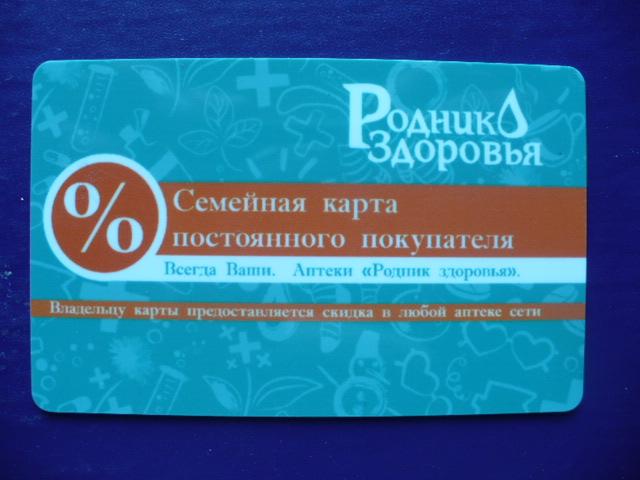 Родник
Здоровья
%
Семейная карта
постоянного покупателя
Всегда Ваши. Аптеки «Родник здоровья».
Владельцу карты предоставляется скидка в любой аптеке сети